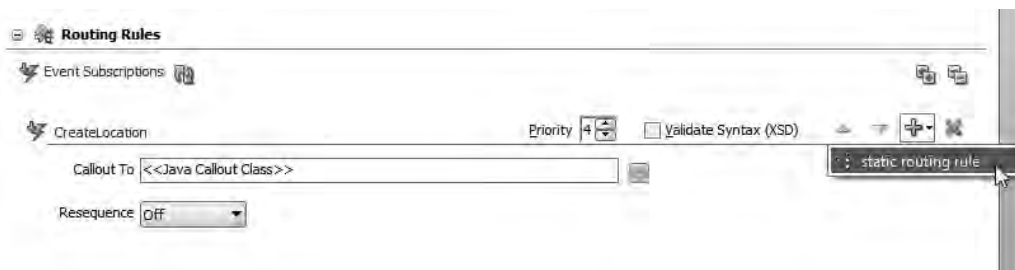 Routing Rules
Event Subscriptions
CreateLocation Priority 4 Validate Syntax (XSD)
static routing rule
Callout To <<Java Callout Class>>
Resequence Off